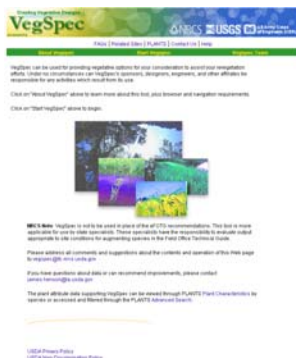 Creating Vegetative Designs
VegSpec
NRCS USGS
FAQs | Related Sites | PLANTS | Contact Us | Help
About VegSpec Start VegSpec VegSpec Team
VegSpec can be used for providing vegetative options for your consideration to assist your revegetation
efforts. Under no circumstances can VegSpec's sponsors, designers, engineers, and other affiliates be
responsible for any activities which result from its use.
Click on "About VegSpec" above to learn more about this tool, plus browser and navigation requirements.
Click on "Start VegSpec" above to begin.
NRCS Note: VegSpec is not to be used in place of the eFOTG recommendations. This tool is more
applicable for use by state specialists. These specialists have the responsibility to evaluate output
appropriate to site conditions for augmenting species in the Field Office Technical Guide.
Please address all comments and suggestions about the contents and operation of this Web page
to
If you have questions about data or can recommend improvements, please contact
The plant attribute data supporting VegSpec can be viewed through PLANTS Plant Characteristics by
species or accessed and filtered through the PLANTS Advanced Search.
USDA Privacy Policy
USDA Non-Discrimination Policy